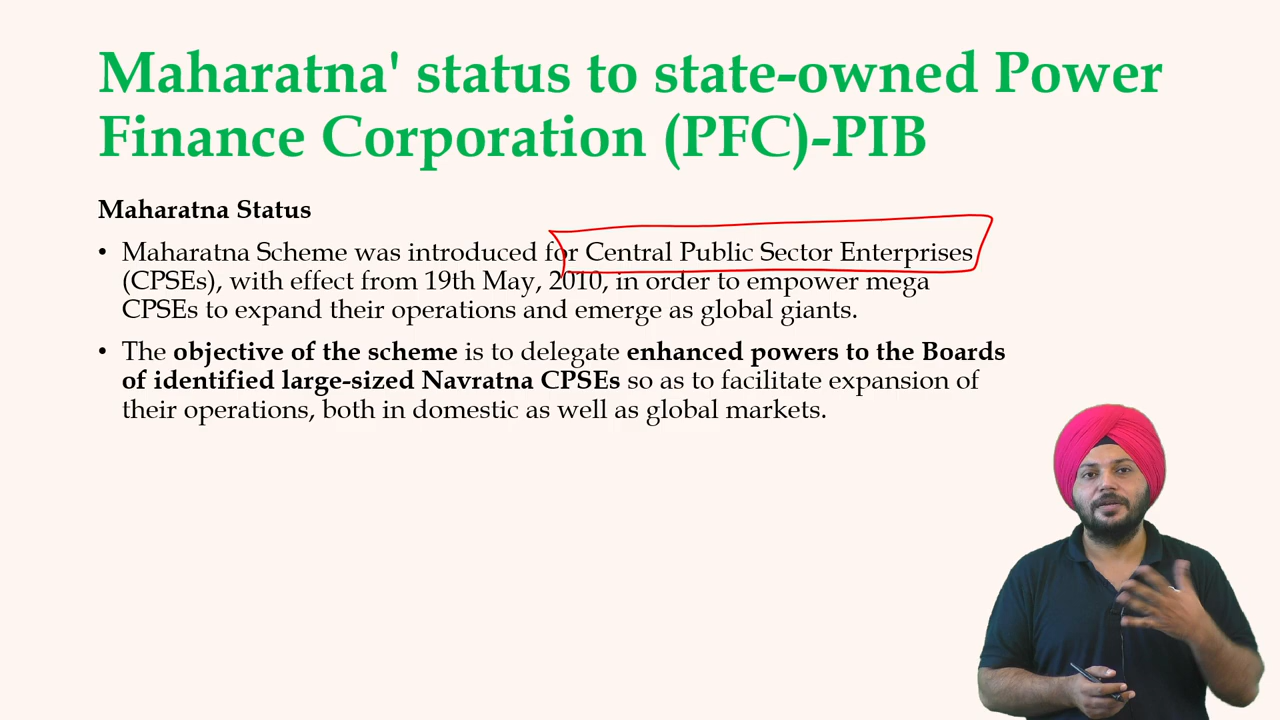 Maharatna' status to state-owned Power
Finance Corporation (PFC)-PIB
Maharatna Status
• Maharatna Scheme was introduced for Central Public Sector Enterprises
(CPSEs), with effect from 19th May, 2010, in order to empower mega
CPSEs to expand their operations and emerge as global giants.
• The objective of the scheme is to delegate enhanced powers to the Boards
of identified large-sized Navratna CPSEs so as to facilitate expansion of
their operations, both in domestic as well as global markets.